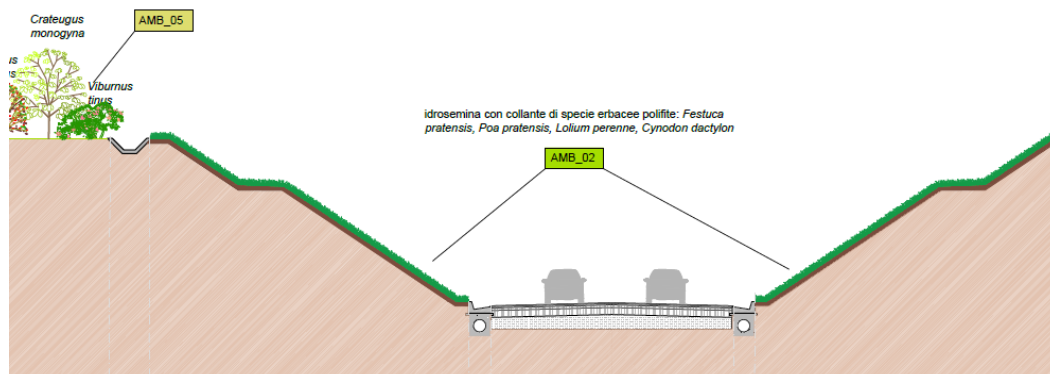 Crateugus
monogyna
AMB_05
us
s
Viburnus
tinus
idrosemina con collante di specie erbacee polifite: Festuca
pratensis, Poa pratensis, Lolium perenne, Cynodon dactylon
AMB_02